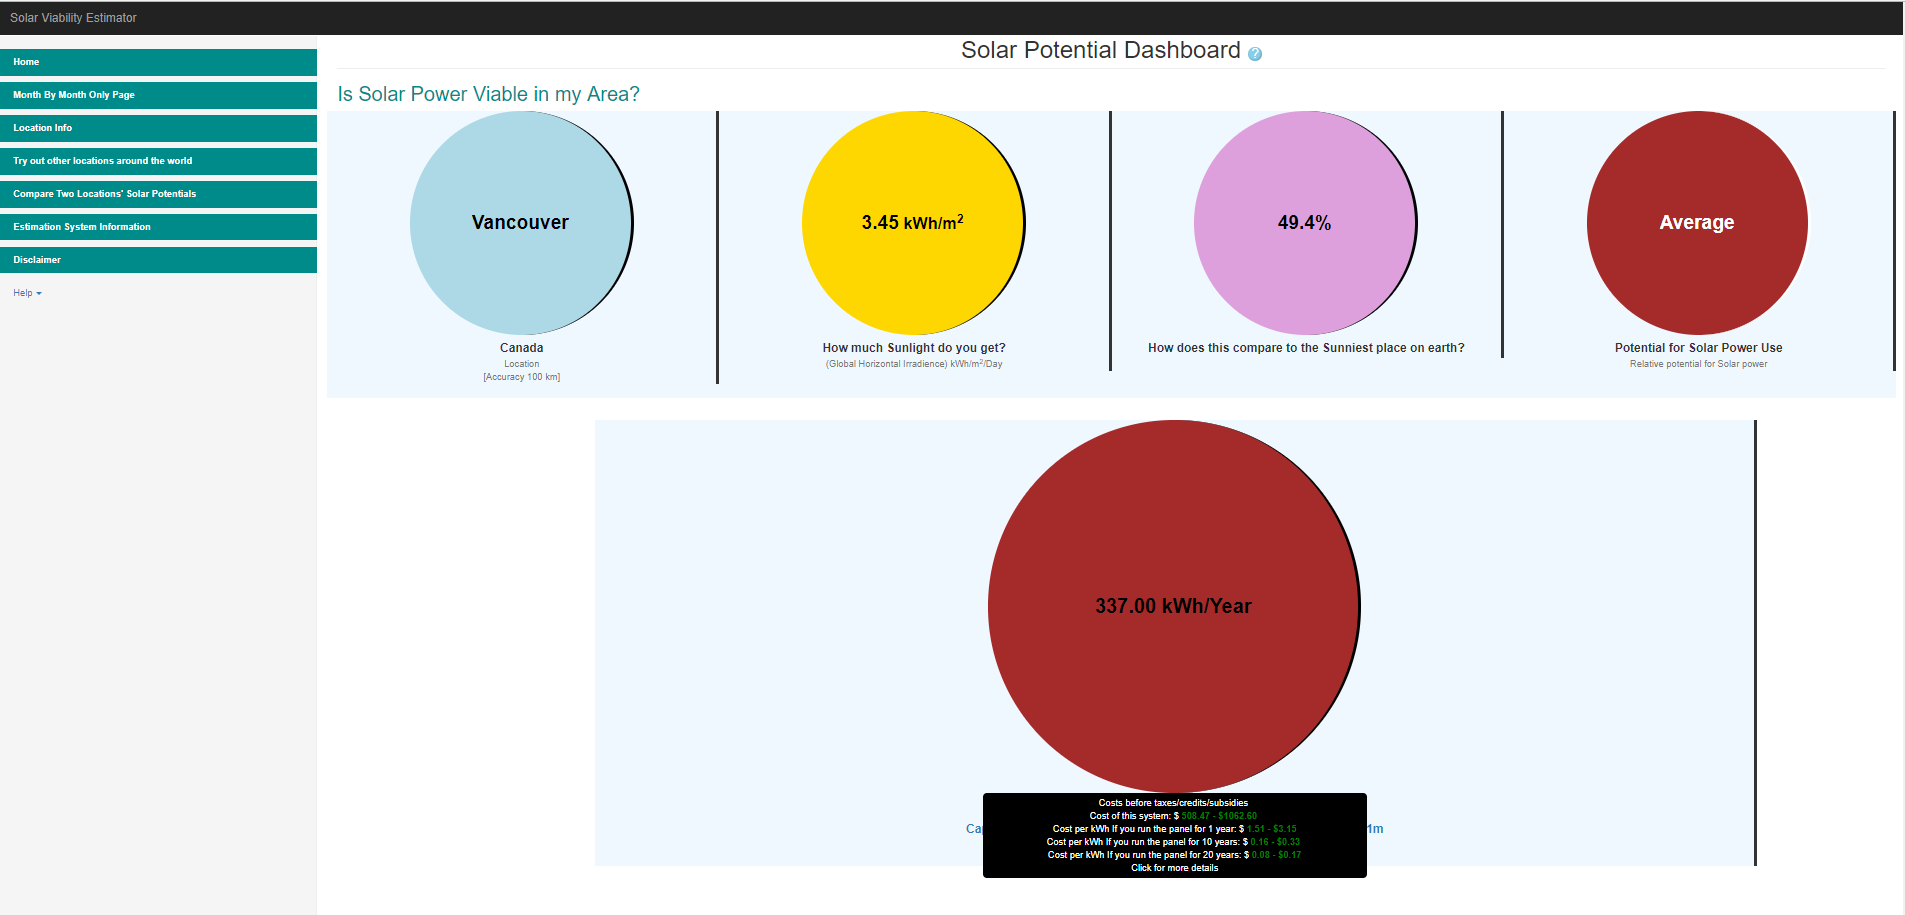 Solar Viability Estimator
Home
Month By Month Only Page
Location Info
Try out other locations around the world
Compare Two Locations' Solar Potentials
Estimation System Information
Disclaimer
Help
Solar Potential Dashboard ?
Is Solar Power Viable in my Area?
Vancouver
Canada
Location
[Accuracy 100 km]
3.45 kWh/m²
How much Sunlight do you get?
(Global Horizontal Irradience) kWh/m²/Day
49.4%
How does this compare to the Sunniest place on earth?
Average
Potential for Solar Power Use
Relative potential for Solar power
337.00 kWh/Year
Costs before taxes/credits/subsidies
Cost of this system: $ 508.47 - $1062.60
Cost per kWh If you run the panel for 1 year: $ 1.51 - $3.15
Cost per kWh If you run the panel for 10 years: $ 0.16 - $0.33
Cost per kWh If you run the panel for 20 years: $ 0.08 - $0.17
Click for more details